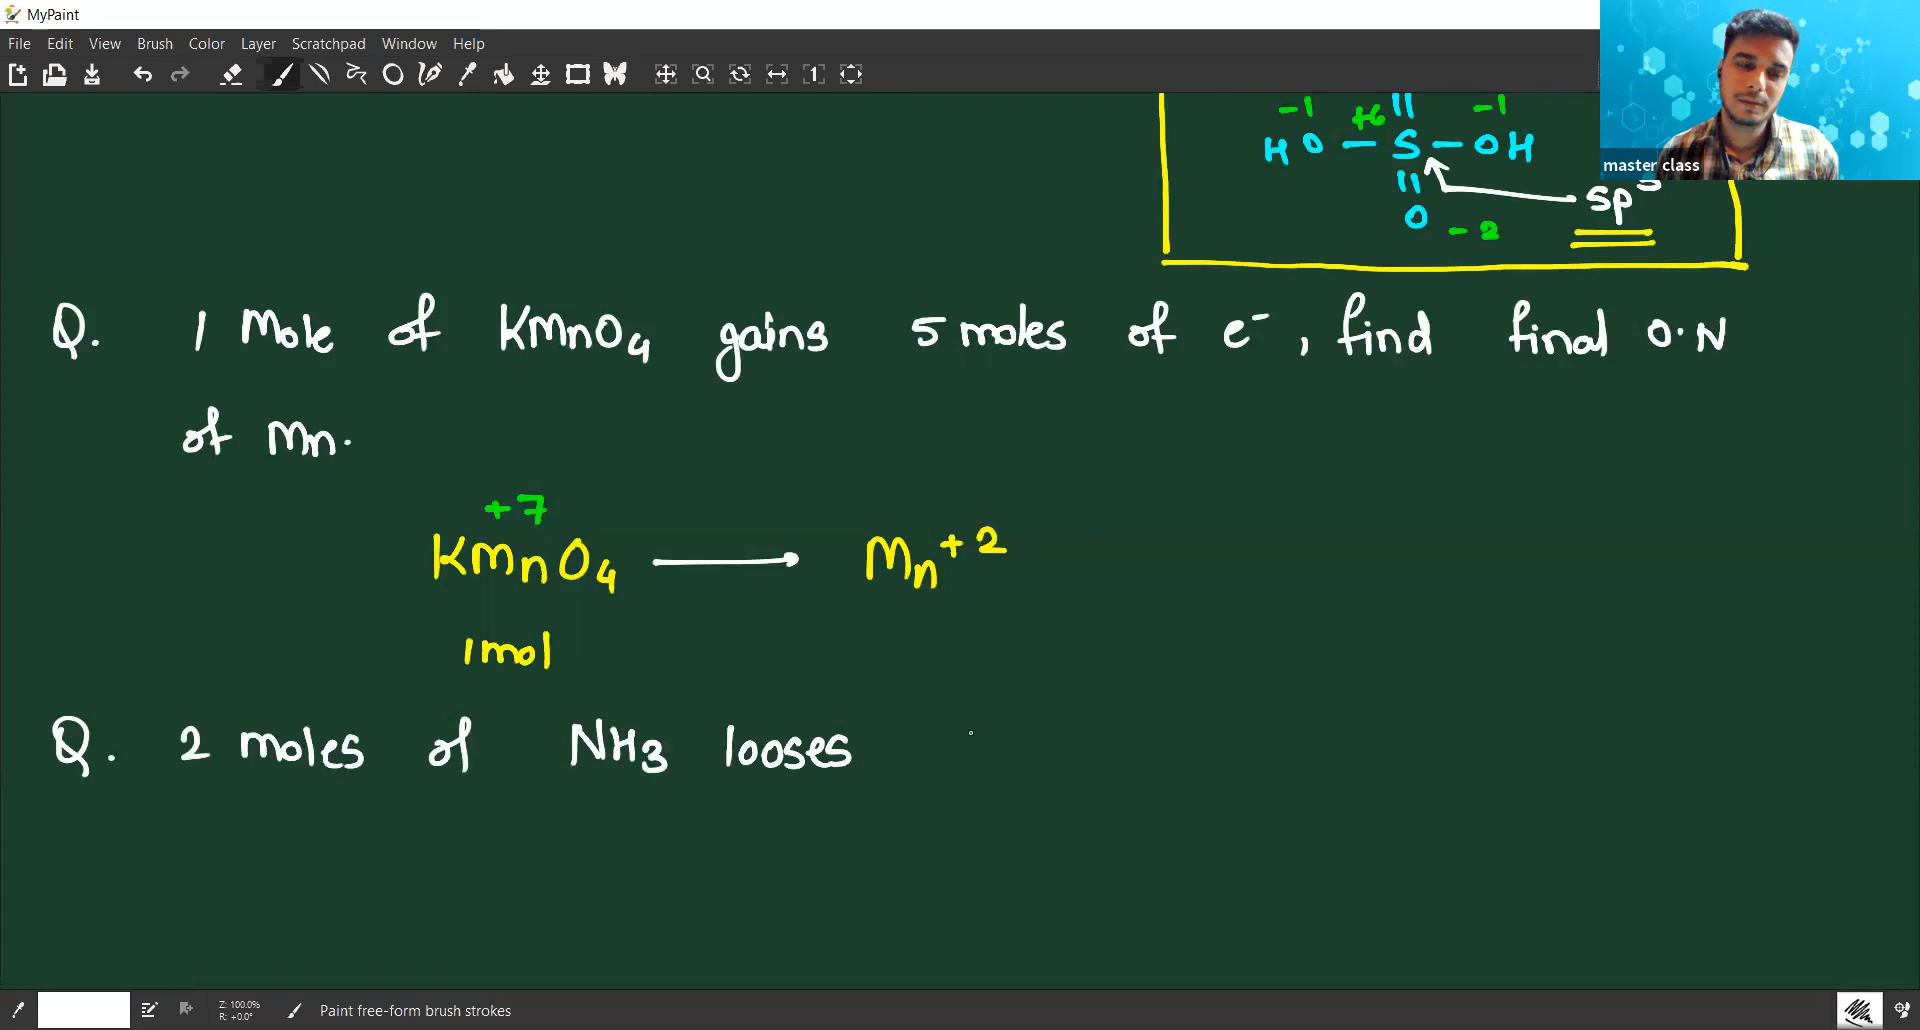 MyPaint
File Edit View Brush Color Layer Scratchpad Window Help
master class
-1 +6 -1
HO - S - OH
O -2
sp3
Q. 1 Mole of KMnO4 gains 5 moles of e-, find final O.N
of Mn.
+7
KMnO4 → Mn+2
1mol
Q. 2 moles of NH3 looses
Z: 100.0%
R: +0.0°
Paint free-form brush strokes